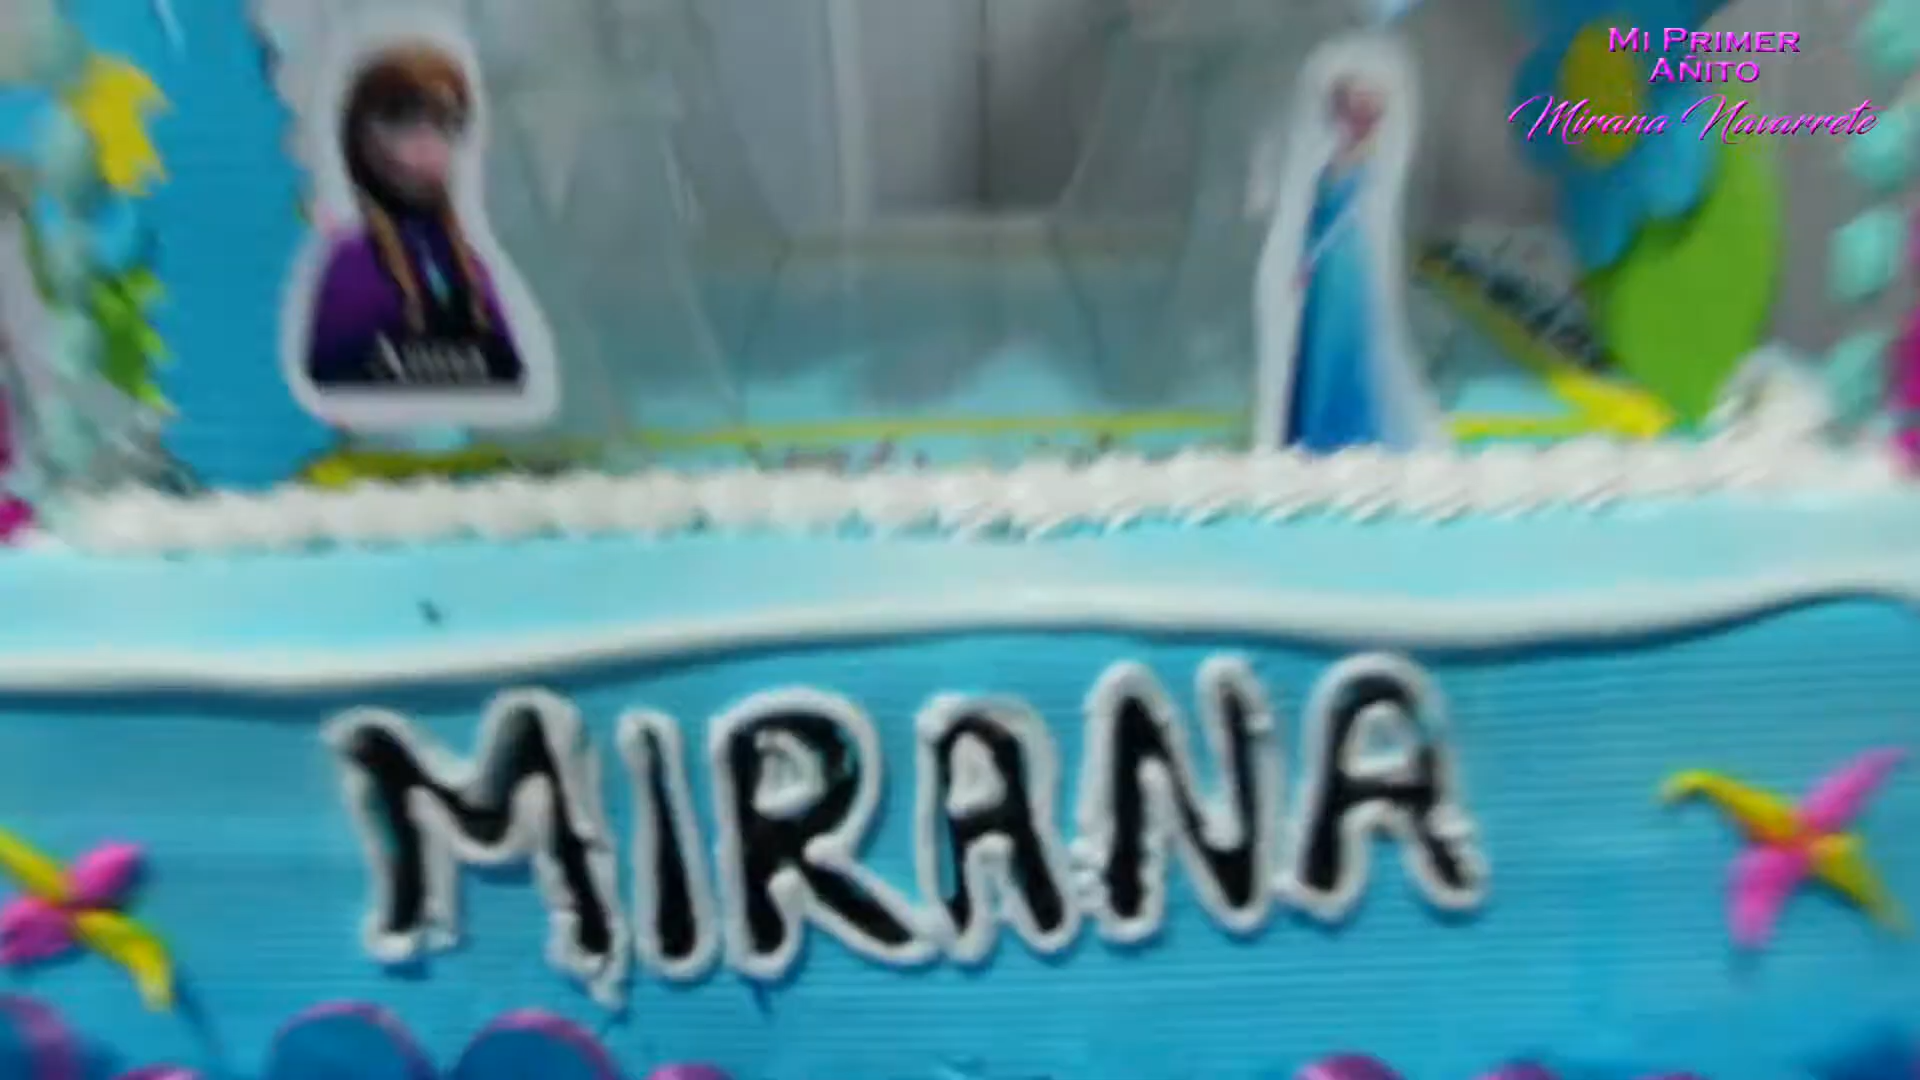 Mi Primer
Añito
Mirana Navarrete
Anna
MIRANA